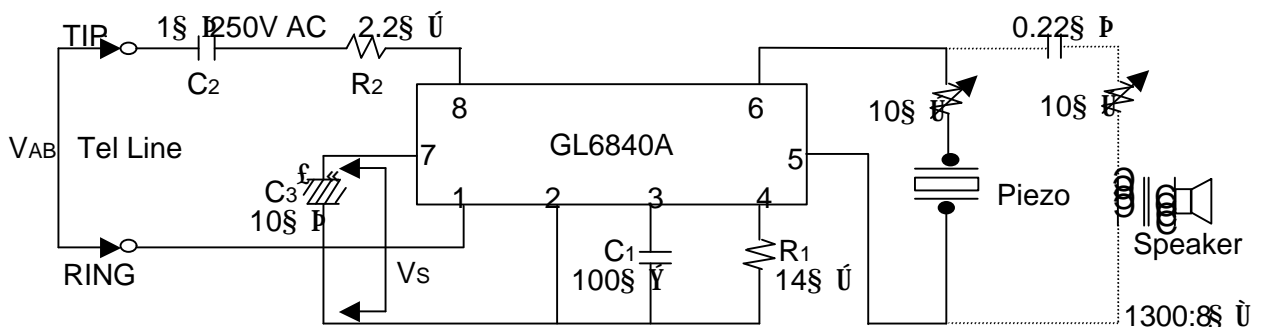 TIP
1§ Þ250V AC
2.2§ Ú
0.22§ Þ
C2
R2
8
6
10§ Ú
10§ Ú
VAB
Tel Line
7
GL6840A
5
£«
C3
10§ Þ
Piezo
1
2
3
4
RING
VS
C1
100§ Ý
R1
14§ Ú
Speaker
1300:8§ Ù